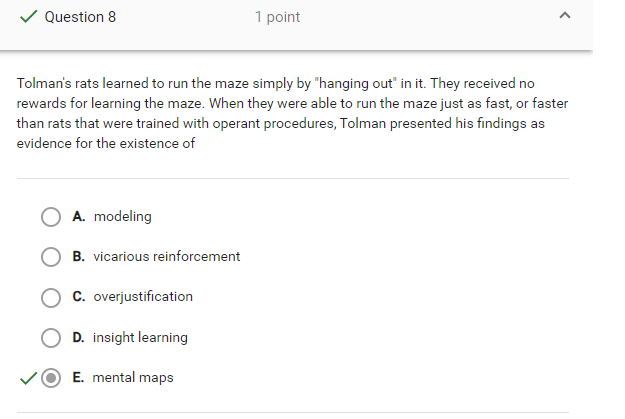 Question 8
1 point
Tolman's rats learned to run the maze simply by "hanging out" in it. They received no
rewards for learning the maze. When they were able to run the maze just as fast, or faster
than rats that were trained with operant procedures, Tolman presented his findings as
evidence for the existence of
A. modeling
B. vicarious reinforcement
C. overjustification
D. insight learning
E. mental maps